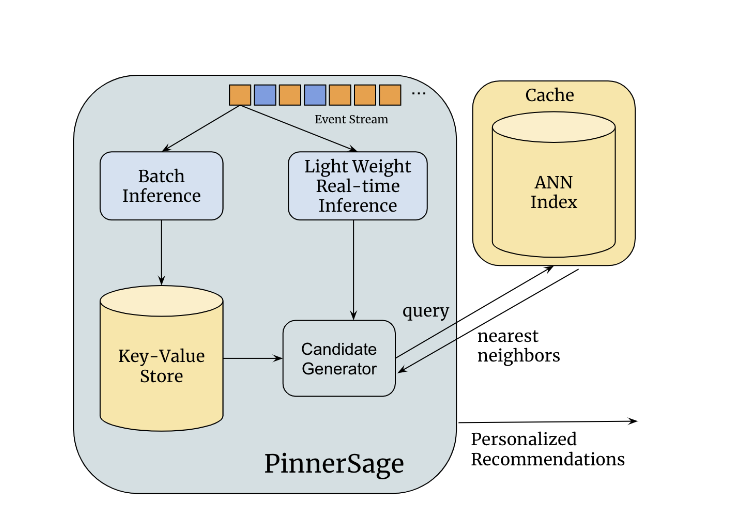 ...
Event Stream
Cache
Batch
Inference
Light Weight
Real-time
Inference
ANN
Index
query
nearest
neighbors
Key-Value
Store
Candidate
Generator
Personalized
Recommendations
PinnerSage